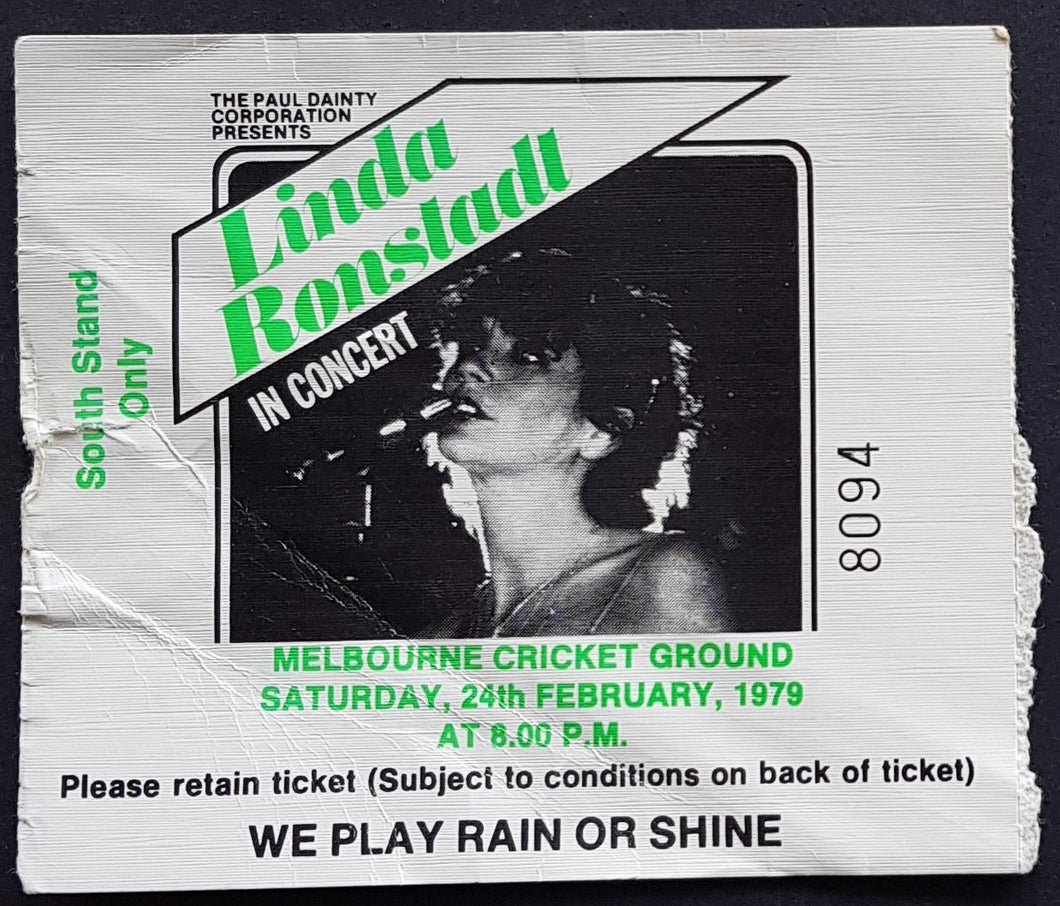 THE PAUL DAINTY
CORPORATION
PRESENTS
Linda
Ronstadt
IN CONCERT
South Stand
Only
8094
MELBOURNE CRICKET GROUND
SATURDAY, 24th FEBRUARY, 1979
AT 8.00 P.M.
Please retain ticket (Subject to conditions on back of ticket)
WE PLAY RAIN OR SHINE